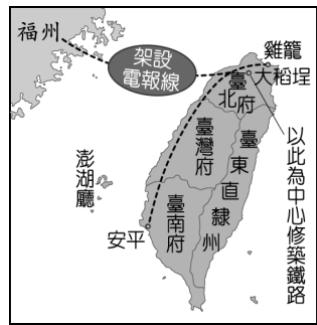 福州
架設
電報線
雞籠
大稻埕
臺北府
臺灣府
臺東直隸州
臺南府
澎湖廳
安平
以此為中心修築鐵路